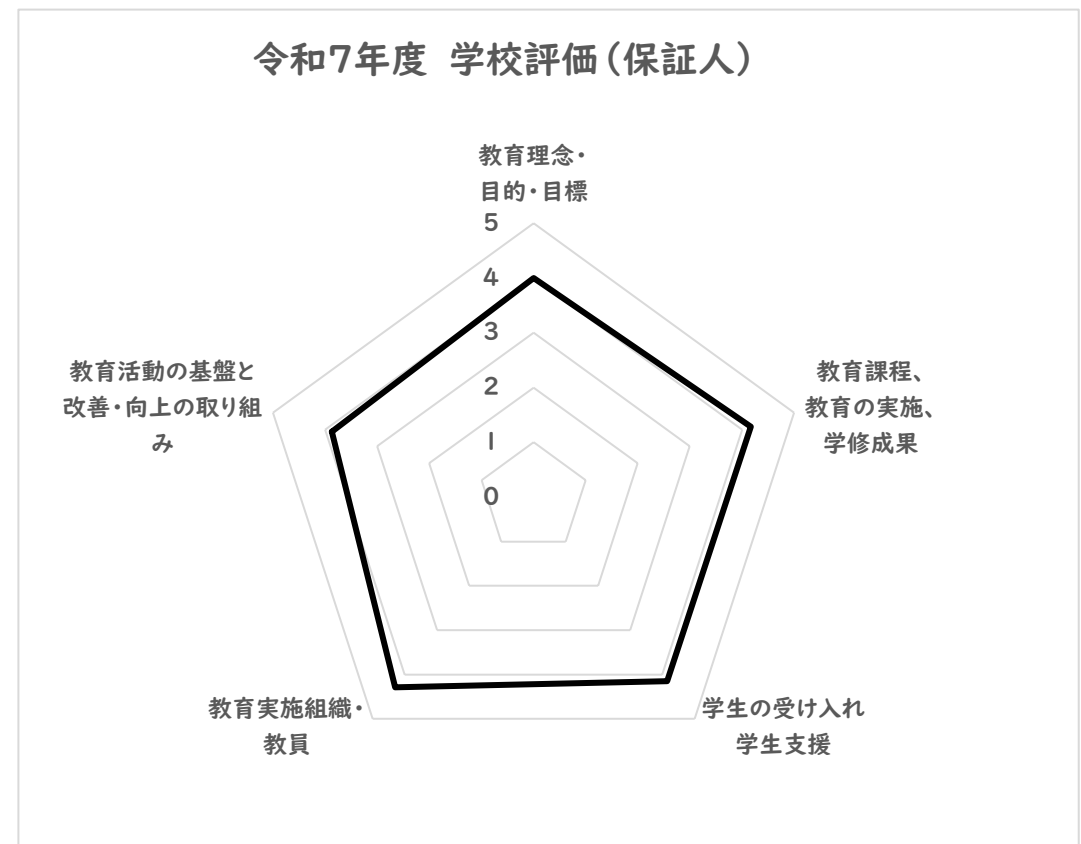 令和7年度 学校評価（保証人）
教育理念・
目的・目標
5
4
3
2
1
0
教育課程、
教育の実施、
学修成果
学生の受け入れ
学生支援
教育実施組織・
教員
教育活動の基盤と
改善・向上の取り組
み